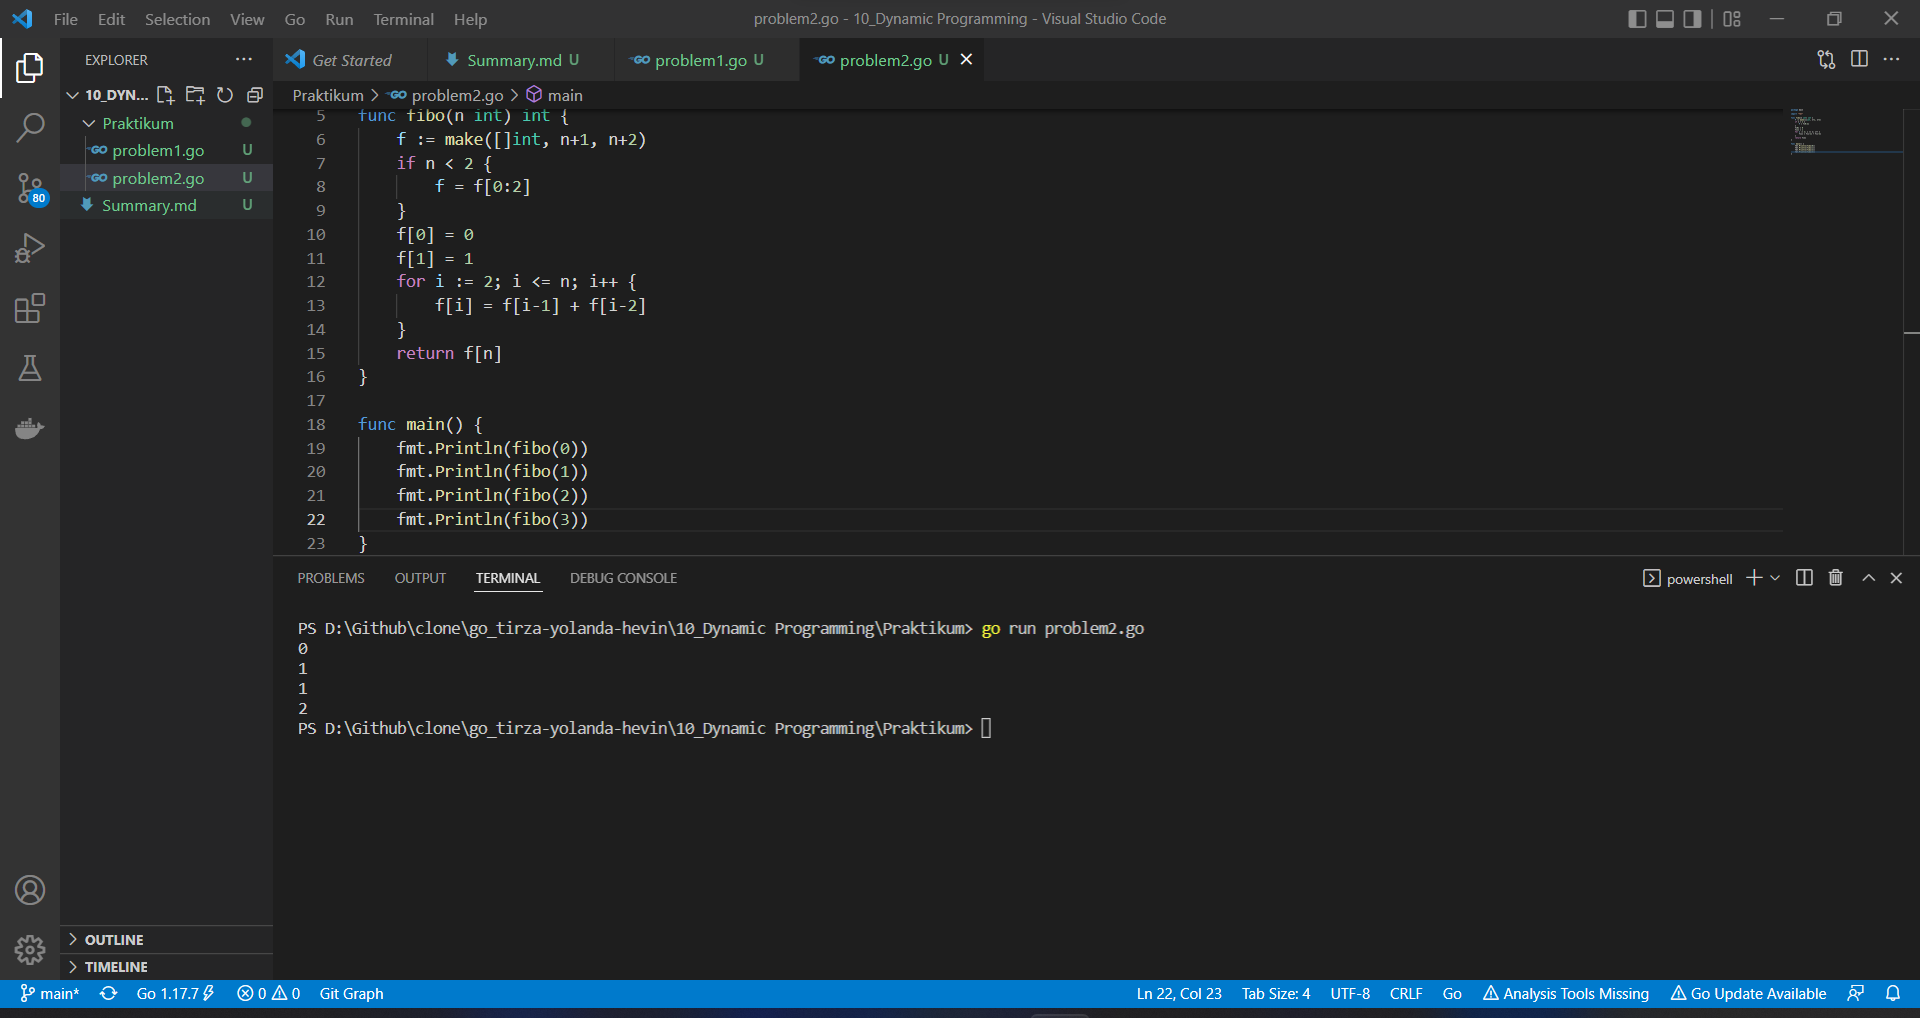 File Edit Selection View Go Run Terminal Help
problem2.go - 10_Dynamic Programming - Visual Studio Code
EXPLORER
10_DYN...
Praktikum
problem1.go U
problem2.go U
Summary.md U
OUTLINE
TIMELINE
80
Get Started
Summary.md U
problem1.go U
problem2.go U
Praktikum > problem2.go > main
5 func fibo(n int) int {
6 f := make([]int, n+1, n+2)
7 if n < 2 {
8 f = f[0:2]
9 }
10 f[0] = 0
11 f[1] = 1
12 for i := 2; i <= n; i++ {
13 f[i] = f[i-1] + f[i-2]
14 }
15 return f[n]
16 }
17
18 func main() {
19 fmt.Println(fibo(0))
20 fmt.Println(fibo(1))
21 fmt.Println(fibo(2))
22 fmt.Println(fibo(3))
23 }
PROBLEMS OUTPUT TERMINAL DEBUG CONSOLE
powershell
PS D:\Github\clone\go_tirza-yolanda-hevin\10_Dynamic Programming\Praktikum> go run problem2.go
0
1
1
2
PS D:\Github\clone\go_tirza-yolanda-hevin\10_Dynamic Programming\Praktikum>
main* Go 1.17.7 0 0 Git Graph
Ln 22, Col 23 Tab Size: 4 UTF-8 CRLF Go Analysis Tools Missing Go Update Available